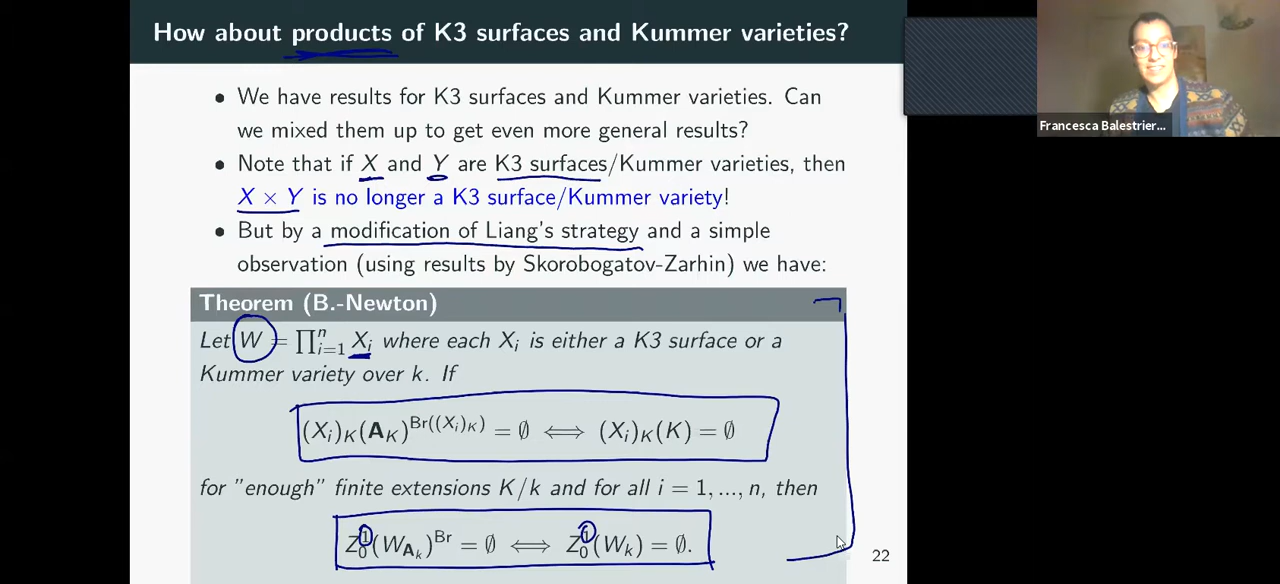 How about products of K3 surfaces and Kummer varieties?
• We have results for K3 surfaces and Kummer varieties. Can
we mixed them up to get even more general results?
• Note that if X and Y are K3 surfaces/Kummer varieties, then
X × Y is no longer a K3 surface/Kummer variety!
• But by a modification of Liang's strategy and a simple
observation (using results by Skorobogatov-Zarhin) we have:
Theorem (B.-Newton)
Let W = ∏ⁿᵢ₌₁ Xᵢ where each Xᵢ is either a K3 surface or a
Kummer variety over k. If
(Xᵢ)_K(𝐀_K)^{Br((Xᵢ)_K)} = ∅ ⟺ (Xᵢ)_K(K) = ∅
for "enough" finite extensions K/k and for all i = 1, ..., n, then
Z₀¹(W_{𝐀_k})^{Br} = ∅ ⟺ Z₀¹(W_k) = ∅.
22
Francesca Balestrier...